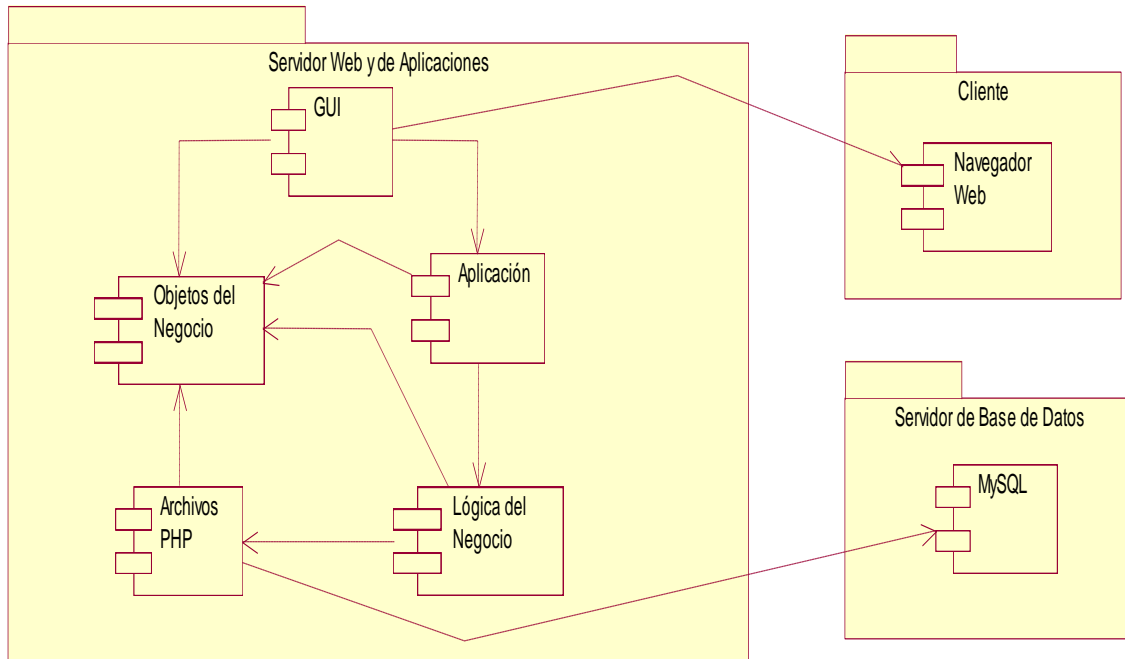 Servidor Web y de Aplicaciones
GUI
Aplicación
Objetos del
Negocio
Archivos
PHP
Lógica del
Negocio
Cliente
Navegador
Web
Servidor de Base de Datos
MySQL